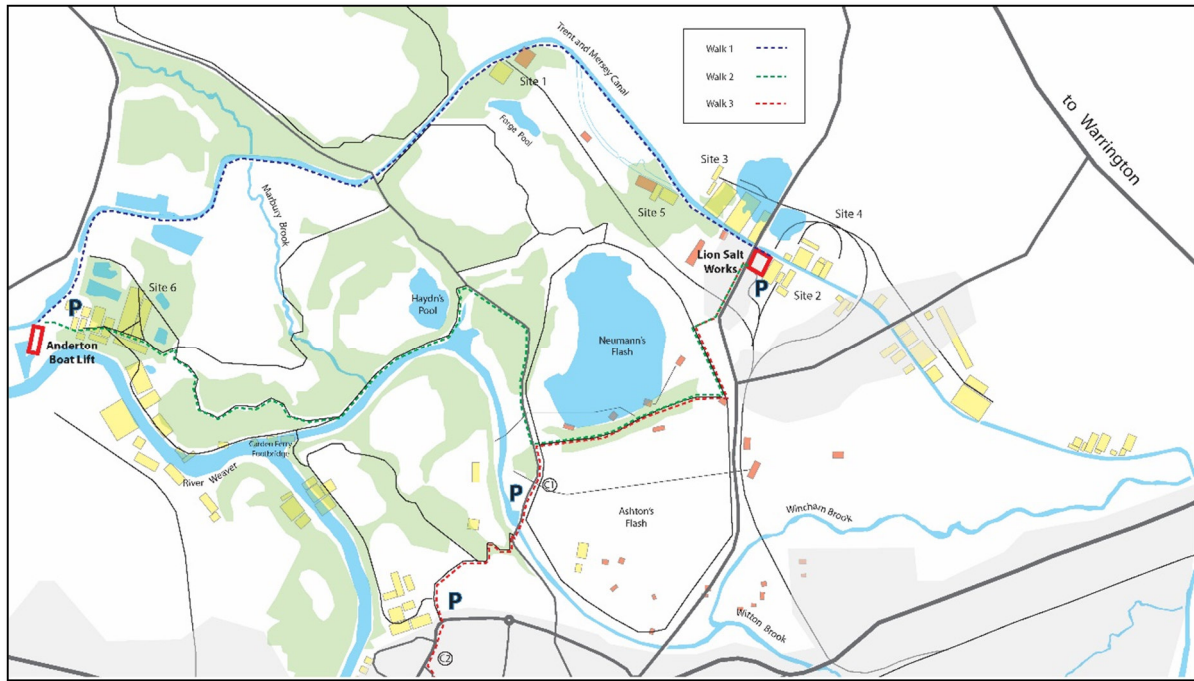 Trent and Mersey Canal
Walk 1
Walk 2
Walk 3
to Warrington
Site 1
Forge Pool
Site 3
Site 4
Site 5
Marbury Brook
Lion Salt
Works
P
Site 2
Site 6
P
Haydn's
Pool
Neumann's
Flash
Anderton
Boat Lift
Carden Ferry
Footbridge
River Weaver
C1
P
Ashton's
Flash
Wincham Brook
P
Witton Brook
C2